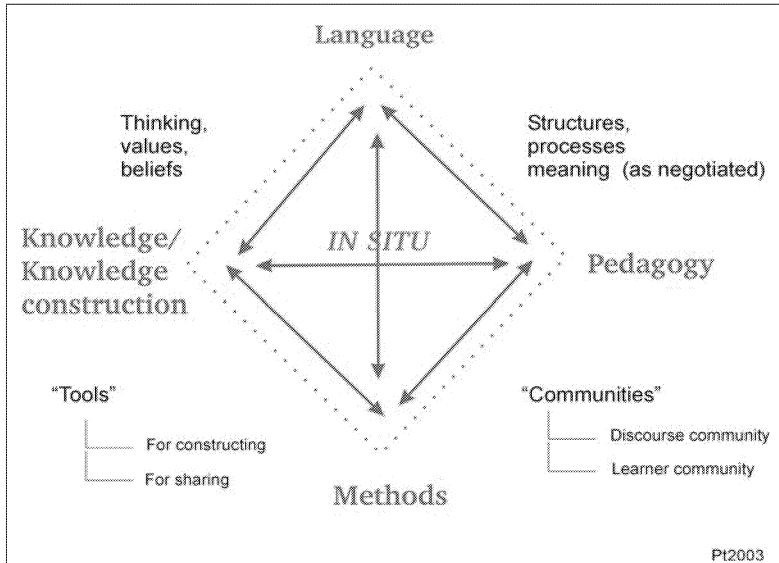 Language
Thinking,
values,
beliefs
Structures,
processes
meaning (as negotiated)
Knowledge/
Knowledge
construction
IN SITU
Pedagogy
"Tools"
For constructing
For sharing
"Communities"
Discourse community
Learner community
Methods
Pt2003